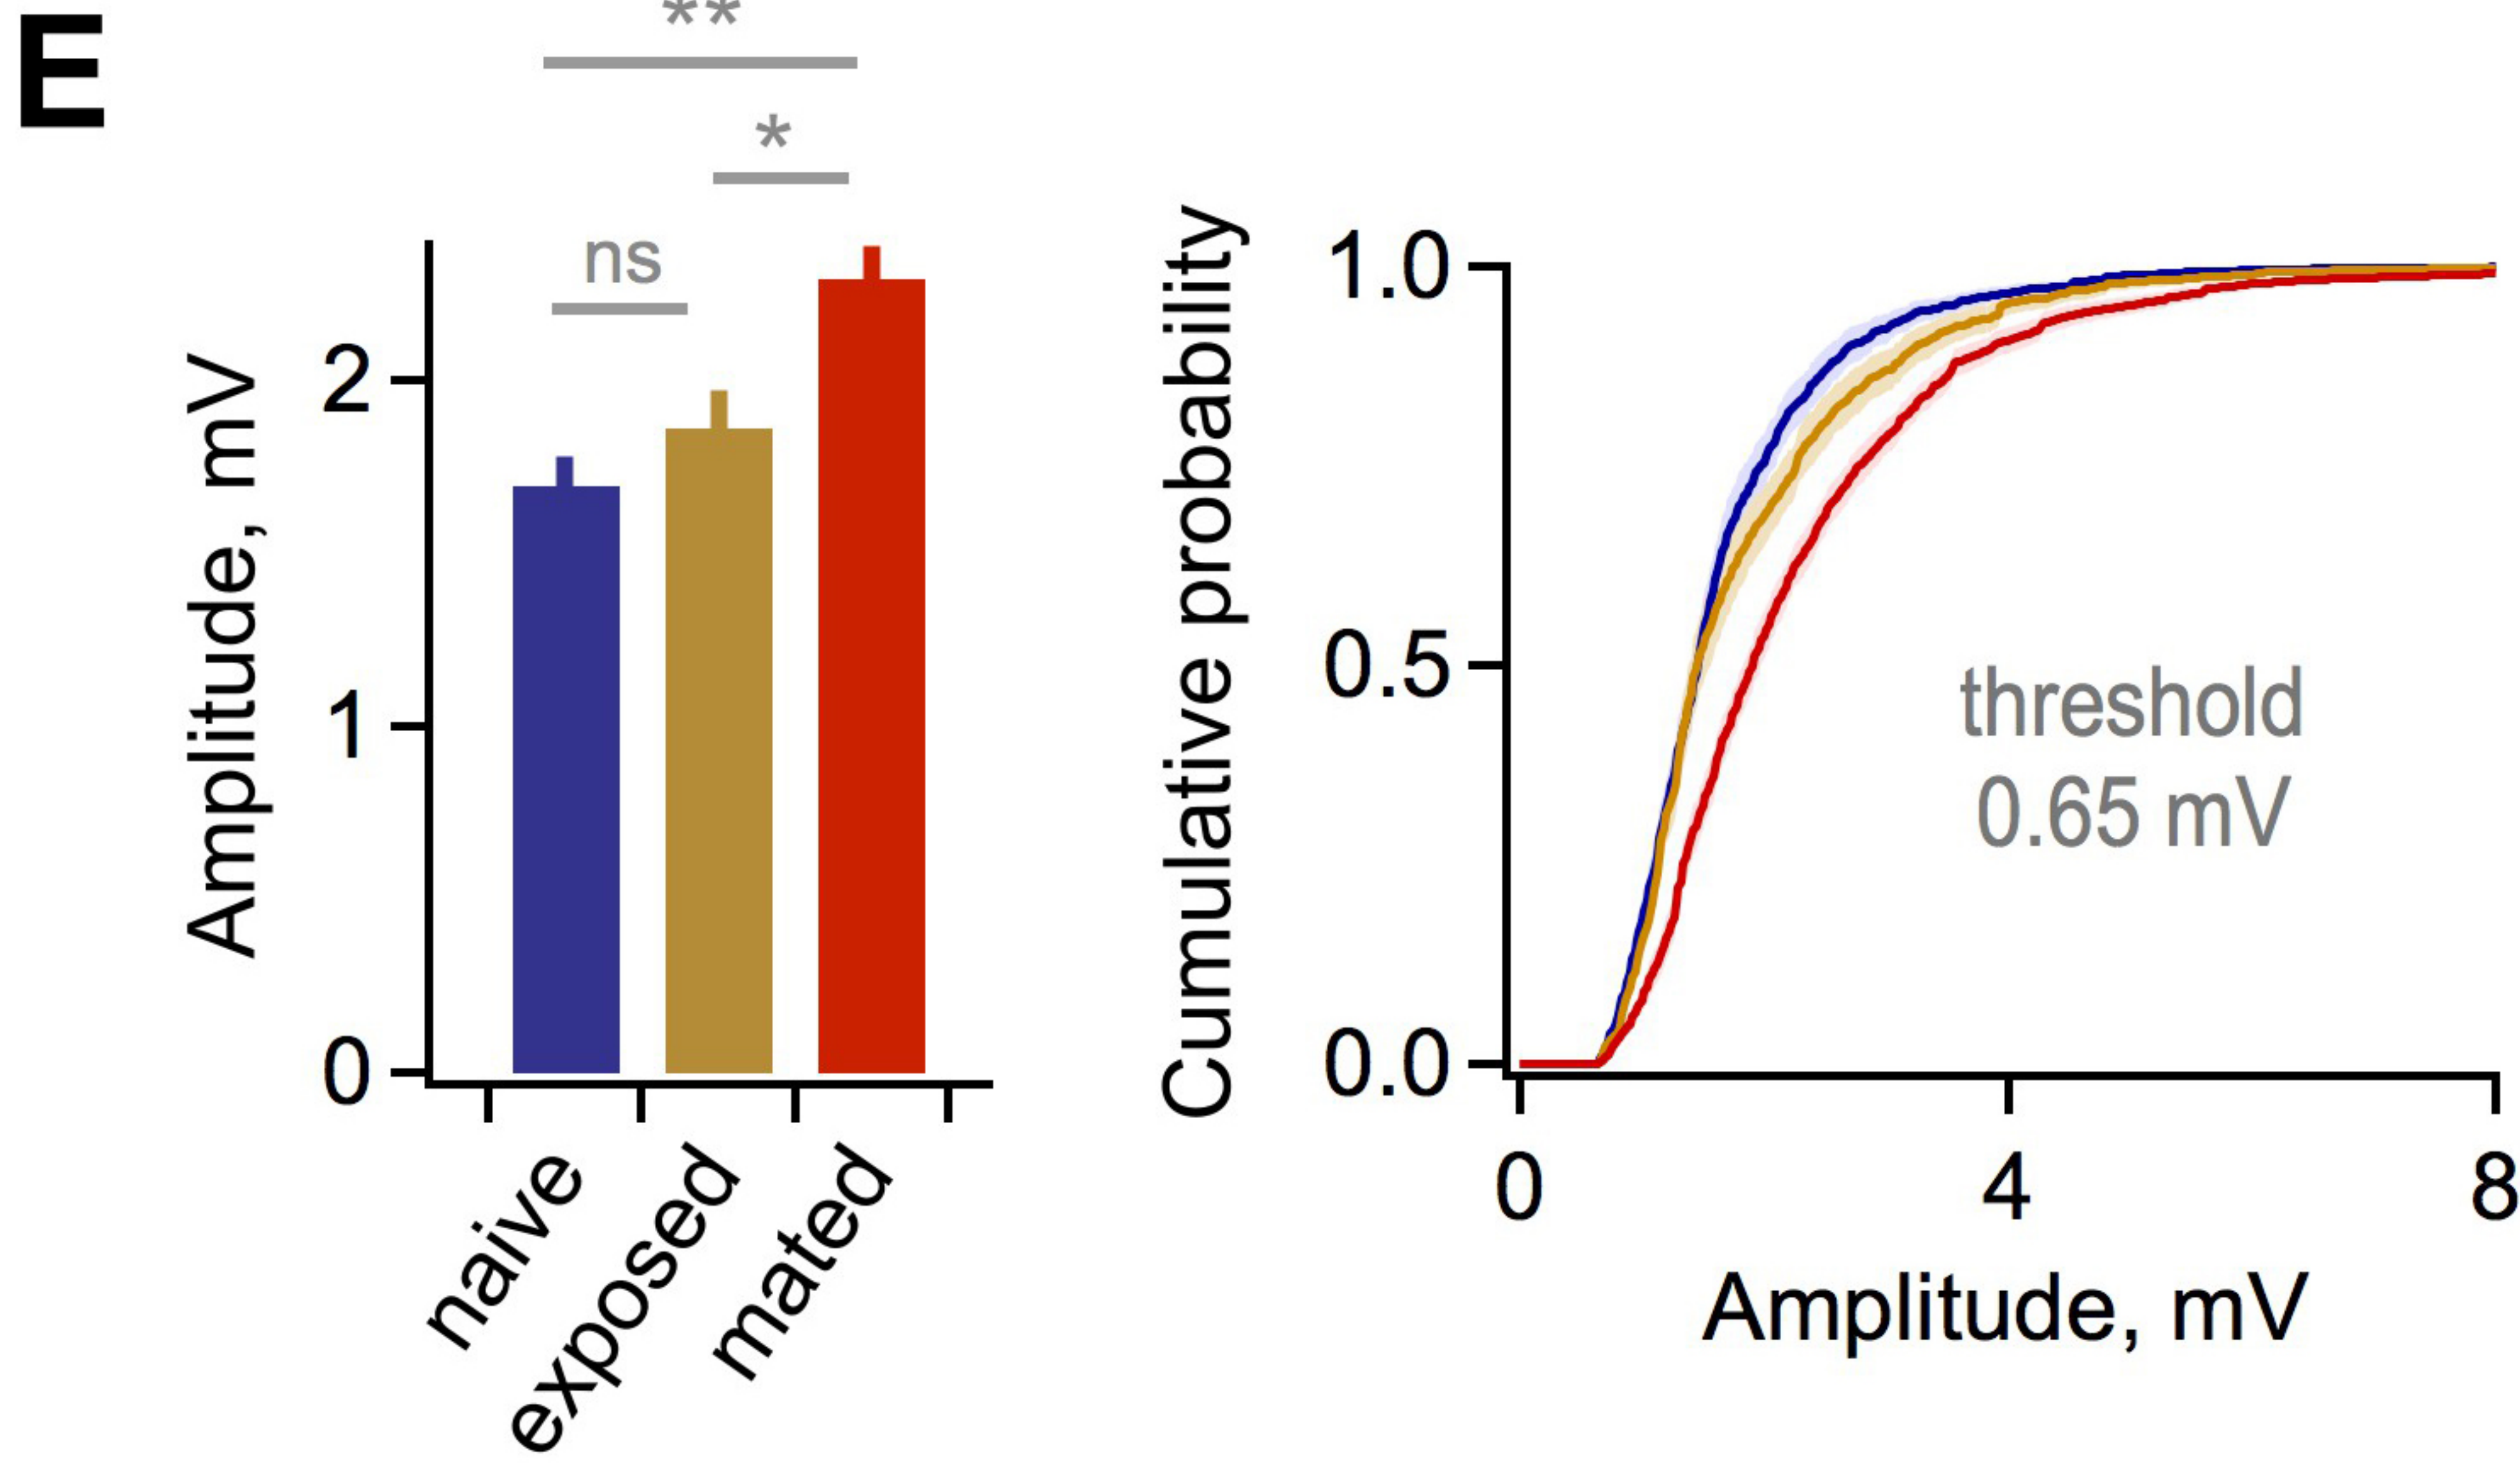 E
**
*
ns
Amplitude, mV
2
1
0
naive
exposed
mated
Cumulative probability
1.0
0.5
0.0
threshold
0.65 mV
0
4
8
Amplitude, mV